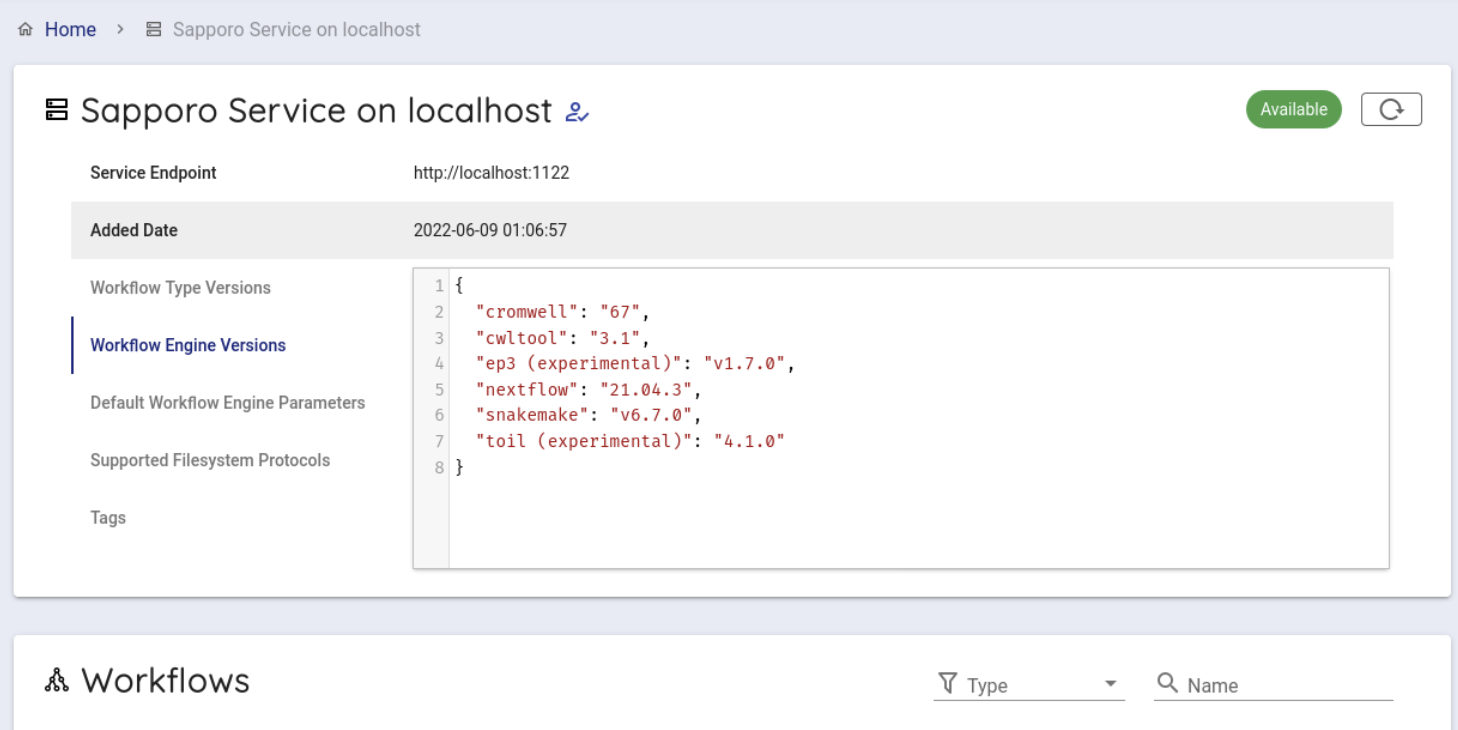 Home > Sapporo Service on localhost
Sapporo Service on localhost
Available
Service Endpoint http://localhost:1122
Added Date 2022-06-09 01:06:57
Workflow Type Versions
Workflow Engine Versions
Default Workflow Engine Parameters
Supported Filesystem Protocols
Tags
1 {
2 "cromwell": "67",
3 "cwltool": "3.1",
4 "ep3 (experimental)": "v1.7.0",
5 "nextflow": "21.04.3",
6 "snakemake": "v6.7.0",
7 "toil (experimental)": "4.1.0"
8 }
Workflows
Type
Name